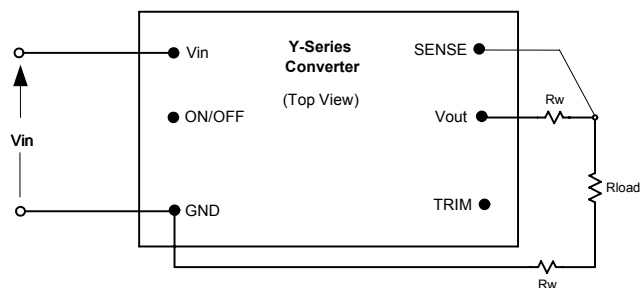 Y-Series
Converter
(Top View)
Vin
SENSE
ON/OFF
Vout
Rw
Vin
Rload
GND
TRIM
Rw